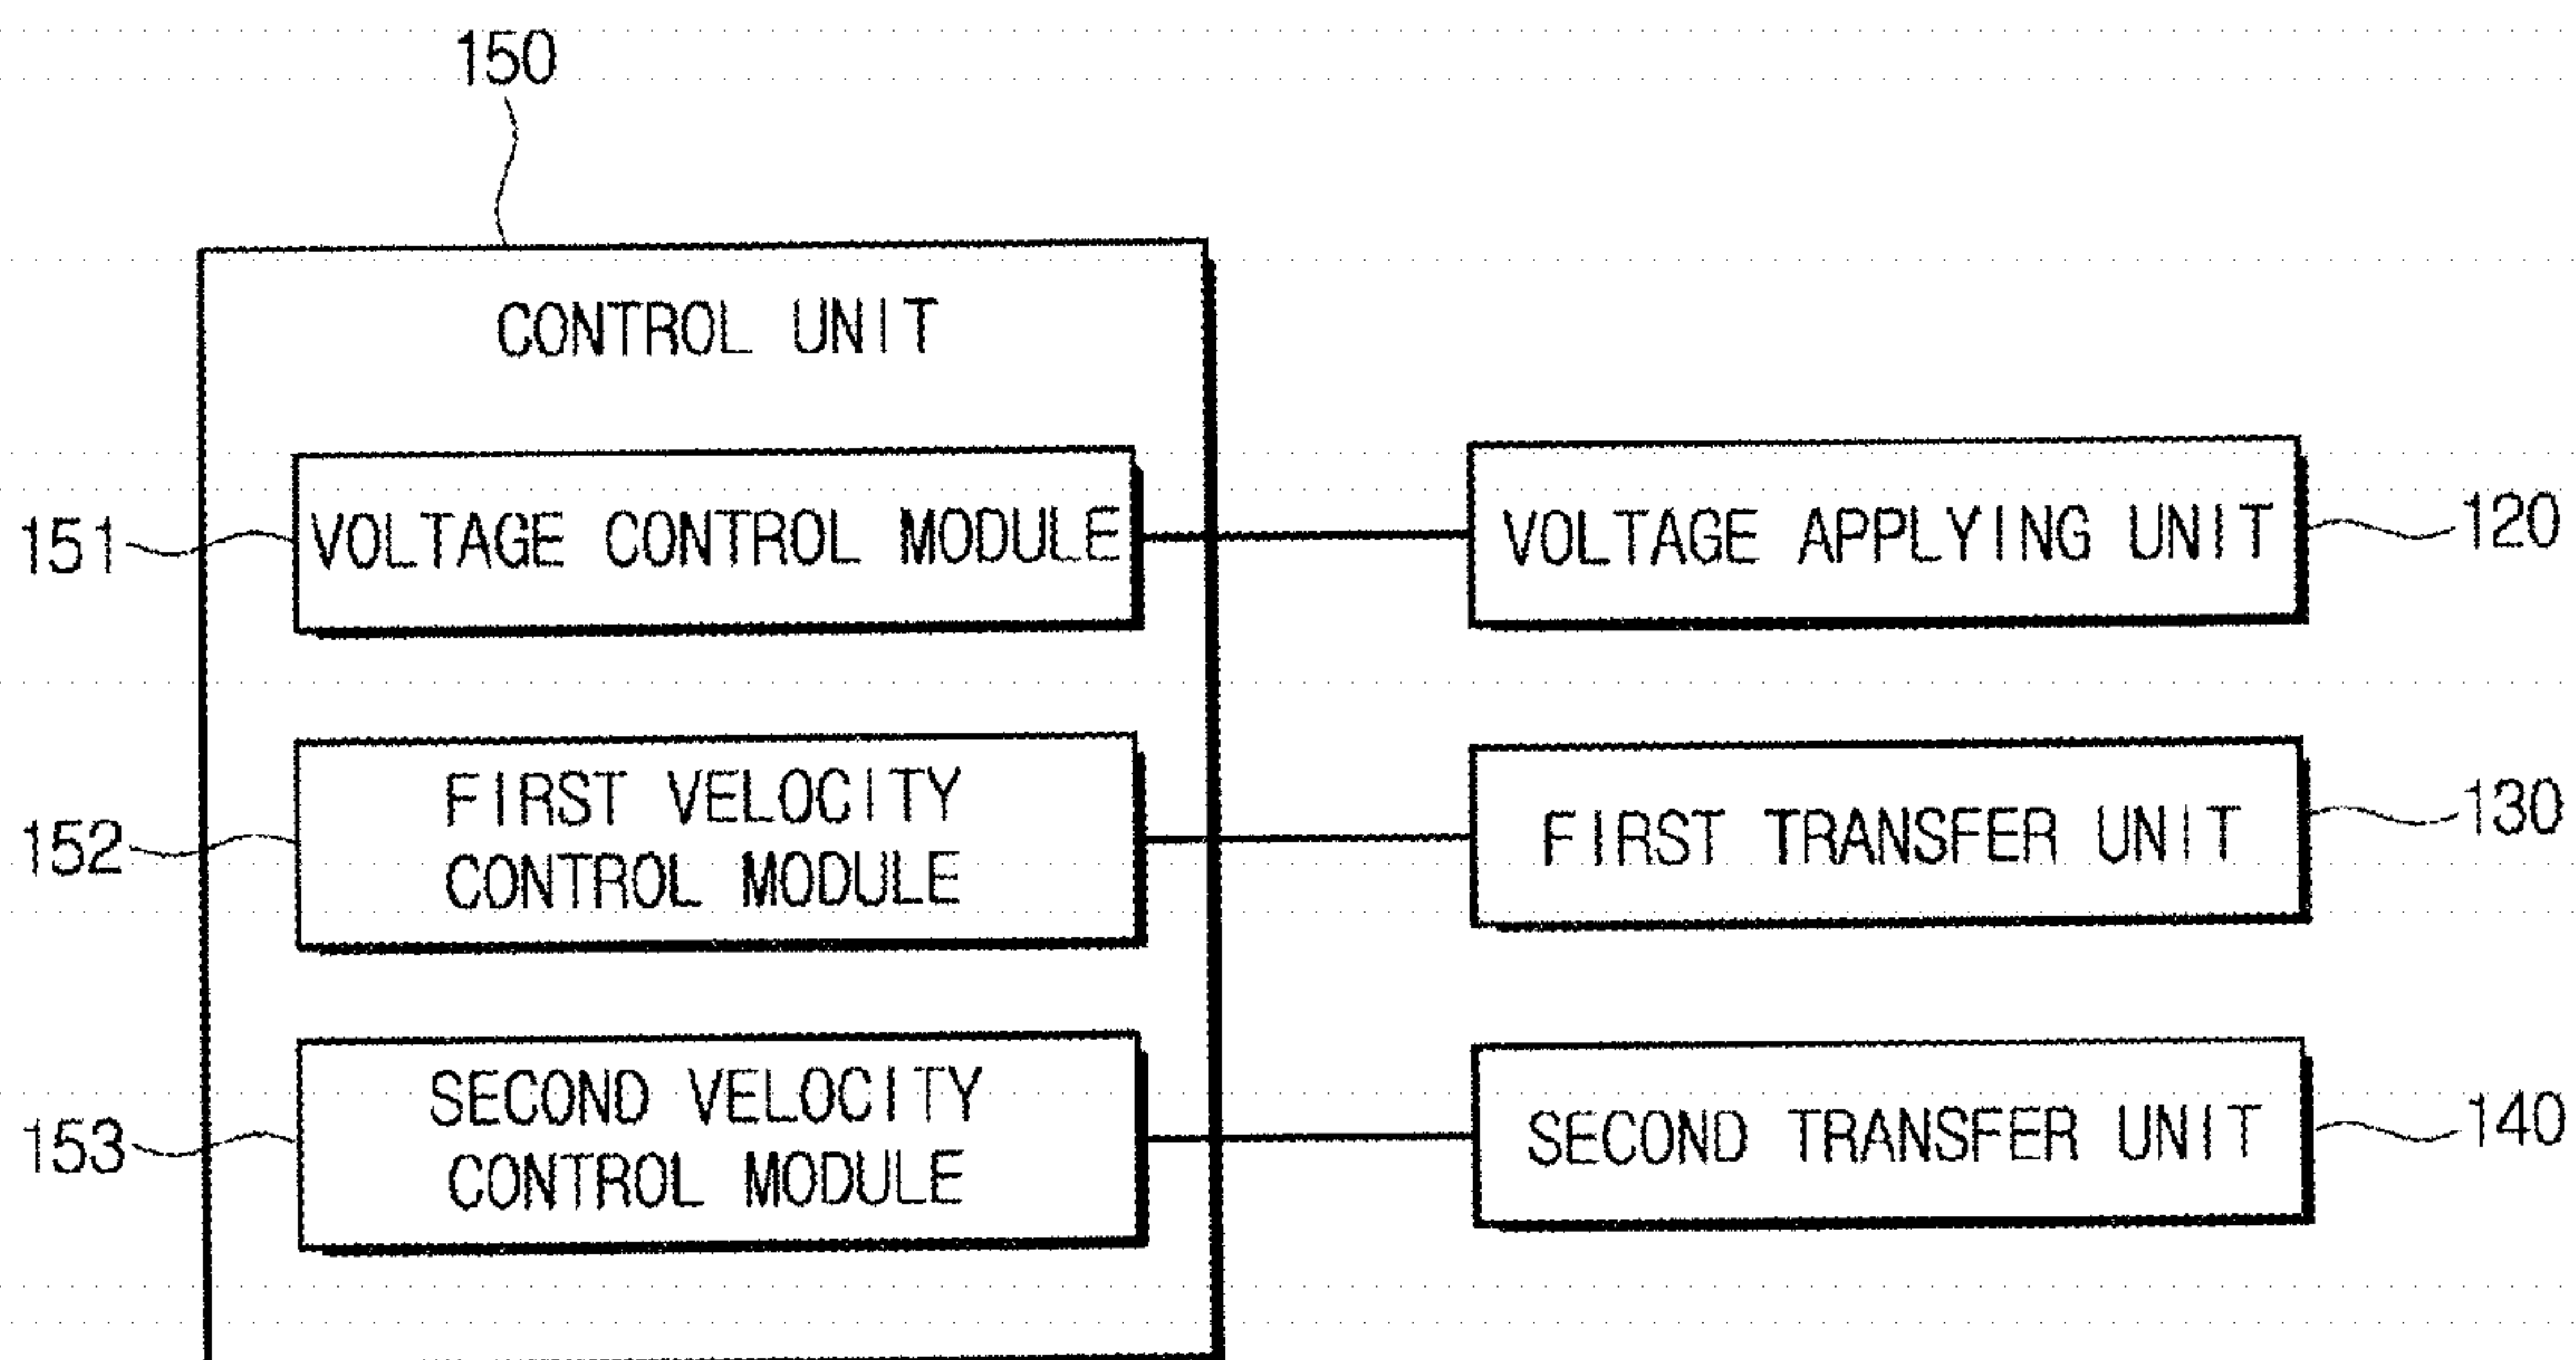 150
CONTROL UNIT
151
VOLTAGE CONTROL MODULE
VOLTAGE APPLYING UNIT
120
152
FIRST VELOCITY
CONTROL MODULE
FIRST TRANSFER UNIT
130
153
SECOND VELOCITY
CONTROL MODULE
SECOND TRANSFER UNIT
140